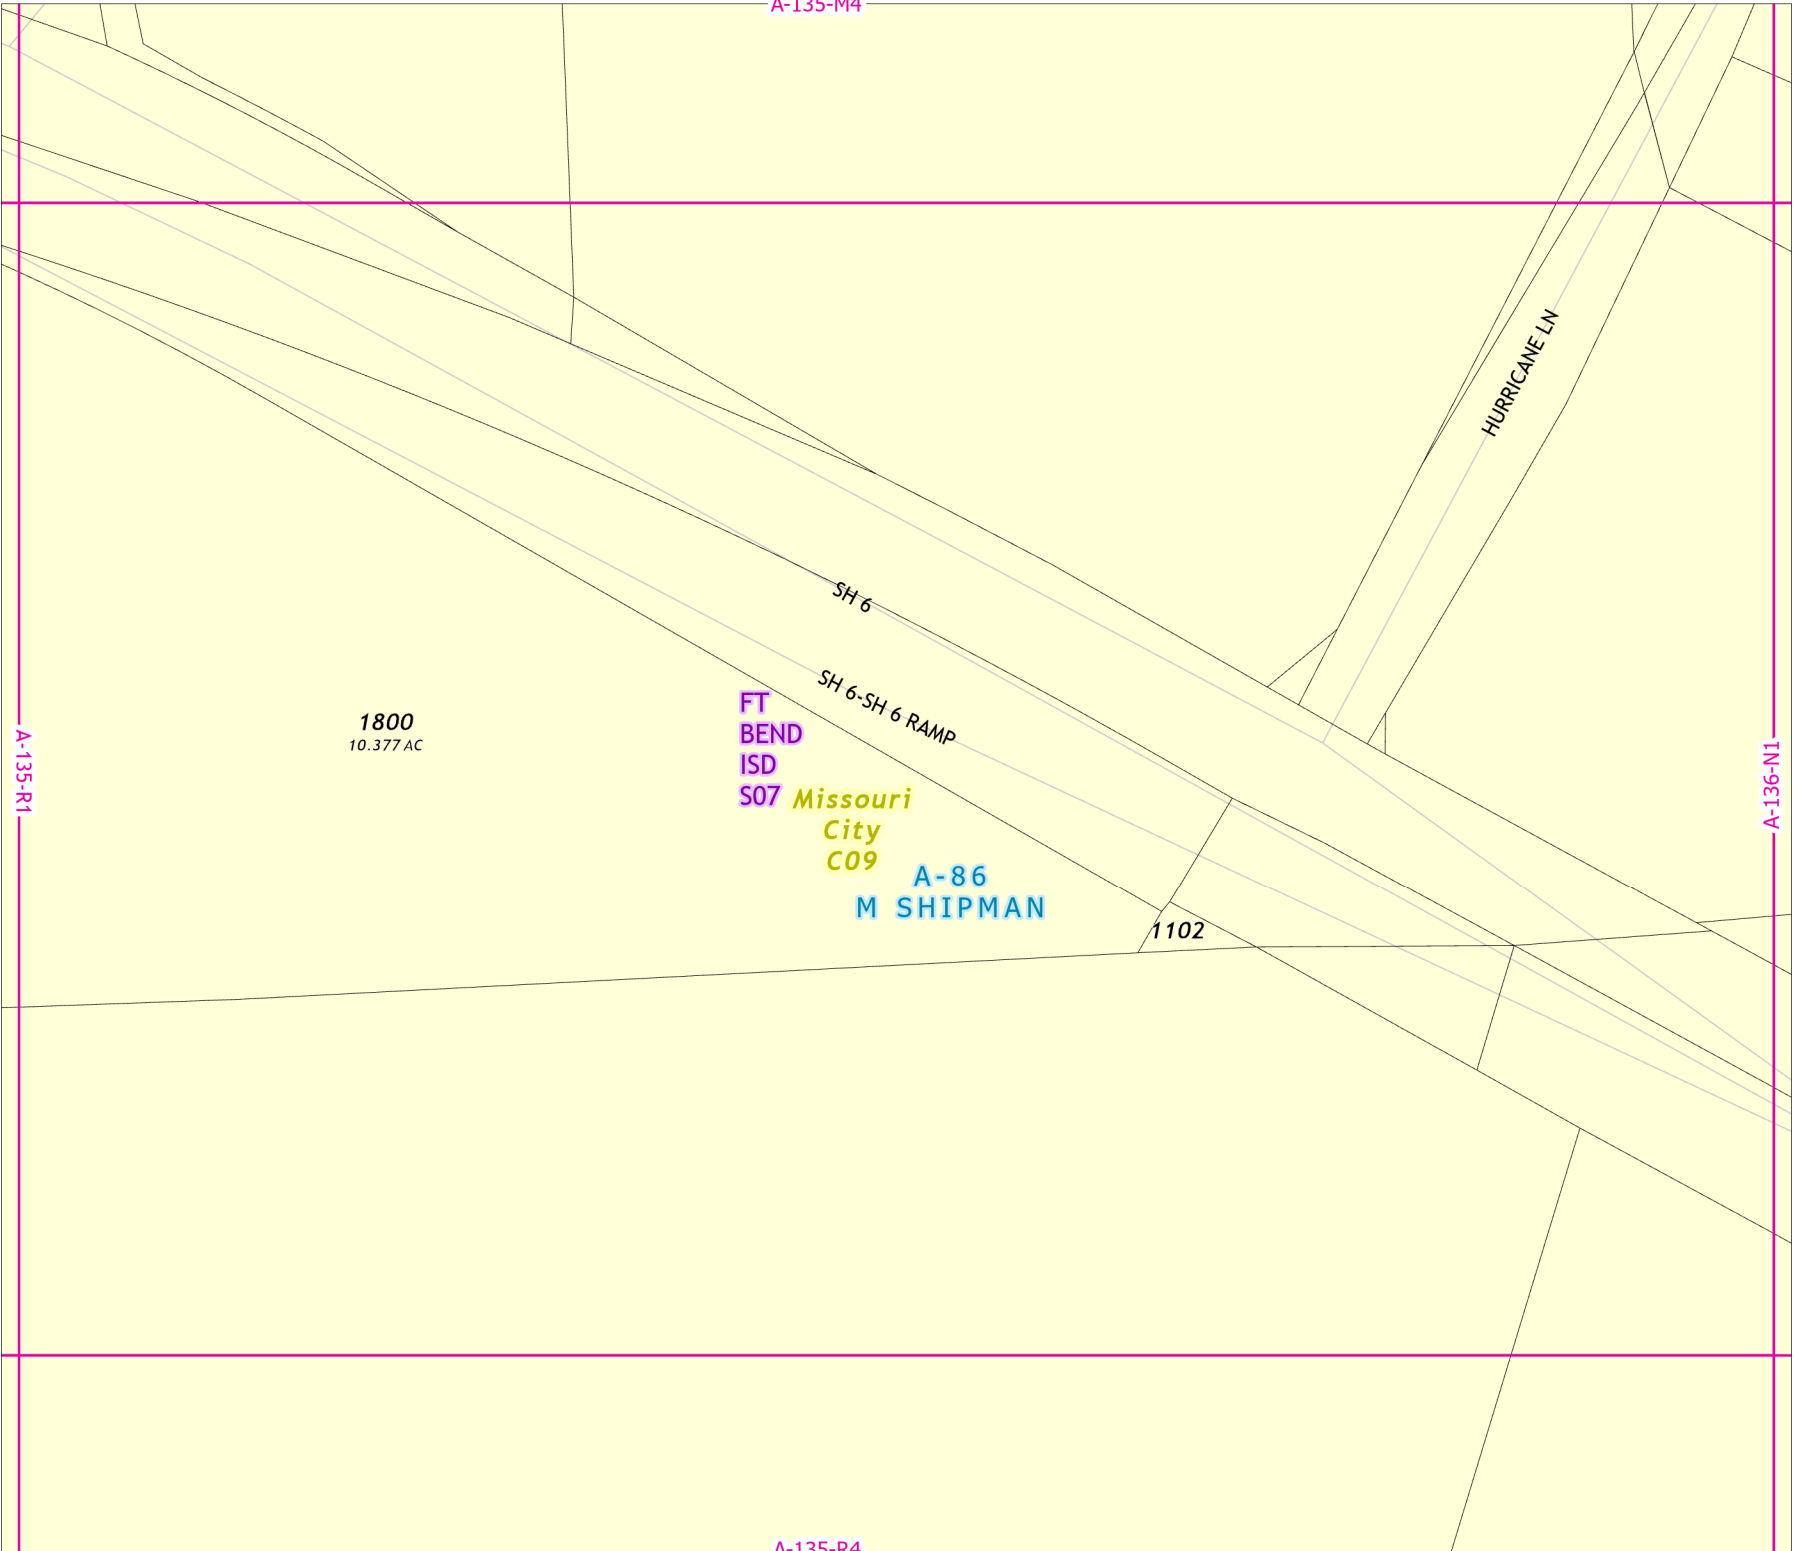 A-135-M4
HURRICANE LN
SH 6
SH 6-SH 6 RAMP
1800
10.377 AC
FT
BEND
ISD
S07
Missouri
City
C09
A-86
M SHIPMAN
1102
A-135-R1
A-136-N1
A-135-R4